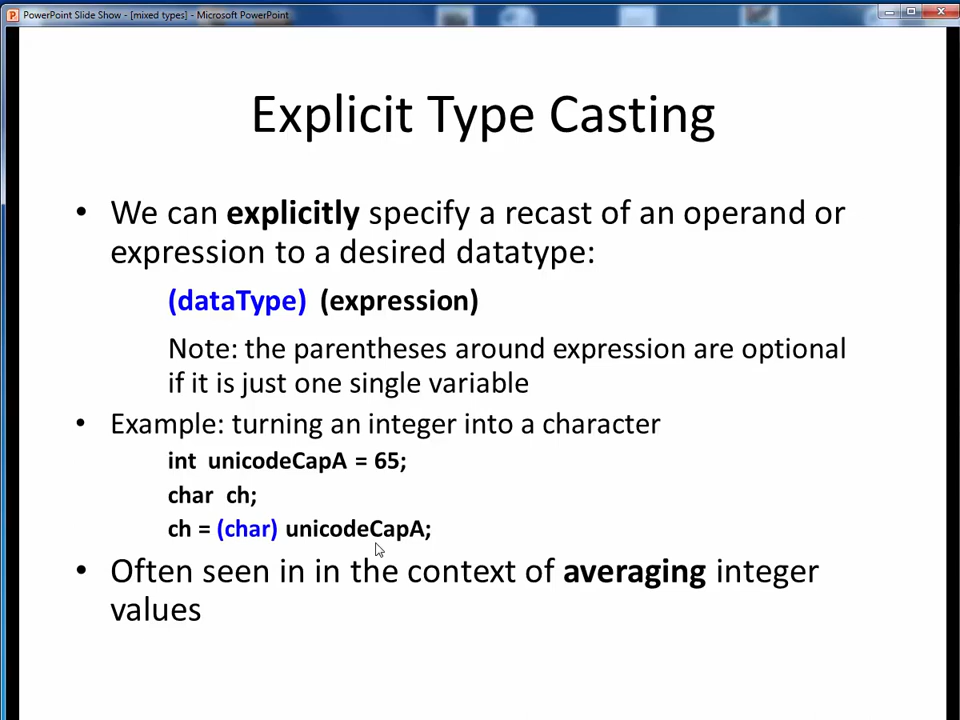 PowerPoint Slide Show - [mixed types] - Microsoft PowerPoint
Explicit Type Casting
• We can explicitly specify a recast of an operand or
expression to a desired datatype:
(dataType) (expression)
Note: the parentheses around expression are optional
if it is just one single variable
• Example: turning an integer into a character
int unicodeCapA = 65;
char ch;
ch = (char) unicodeCapA;
• Often seen in in the context of averaging integer
values